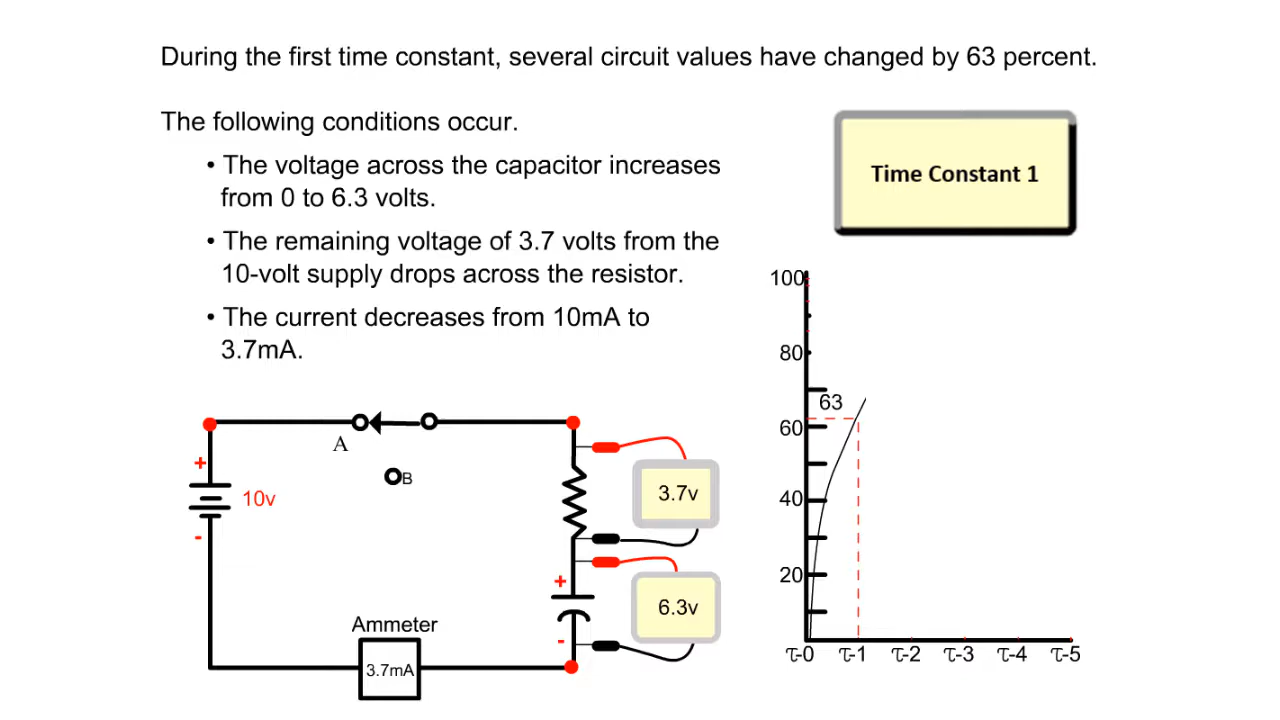 During the first time constant, several circuit values have changed by 63 percent.
The following conditions occur.
• The voltage across the capacitor increases
from 0 to 6.3 volts.
• The remaining voltage of 3.7 volts from the
10-volt supply drops across the resistor.
• The current decreases from 10mA to
3.7mA.
Time Constant 1
100
80
63
60
40
20
τ-0 τ-1 τ-2 τ-3 τ-4 τ-5
A
B
+
10v
-
3.7v
+
6.3v
-
Ammeter
3.7mA